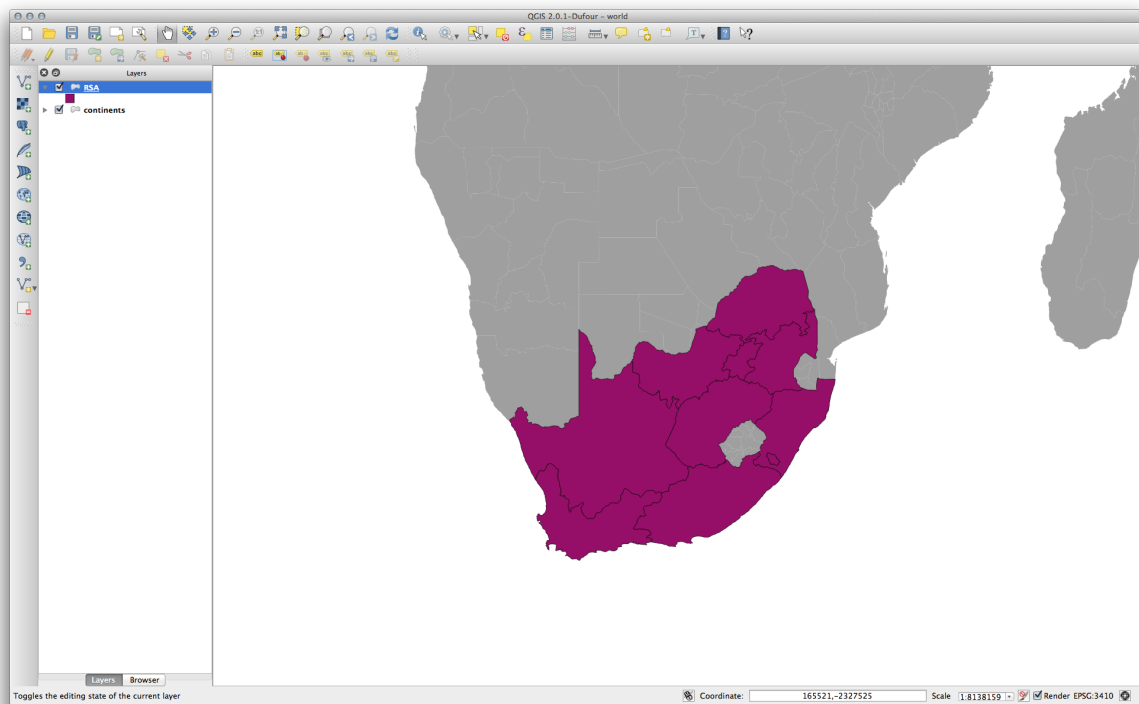 QGIS 2.0.1-Dufour – world
Layers
RSA
continents
Layers Browser
Toggles the editing state of the current layer
Coordinate: 165521,-2327525 Scale 1:8138159 Render EPSG:3410